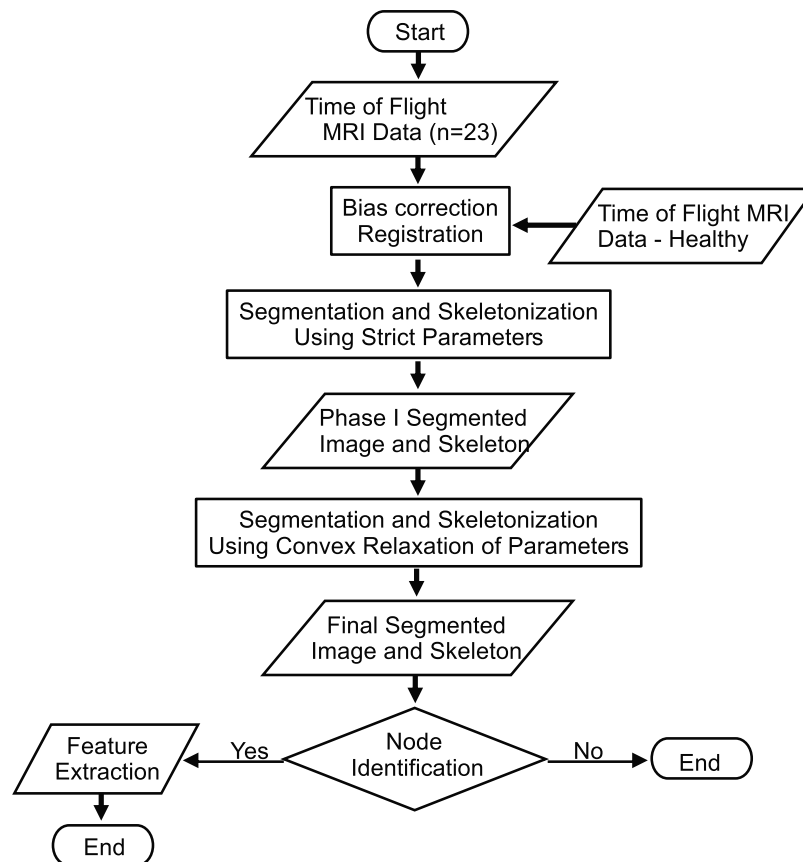 Start
Time of Flight
MRI Data (n=23)
Bias correction
Registration
Time of Flight MRI
Data - Healthy
Segmentation and Skeletonization
Using Strict Parameters
Phase I Segmented
Image and Skeleton
Segmentation and Skeletonization
Using Convex Relaxation of Parameters
Final Segmented
Image and Skeleton
Node
Identification
Yes
No
Feature
Extraction
End
End